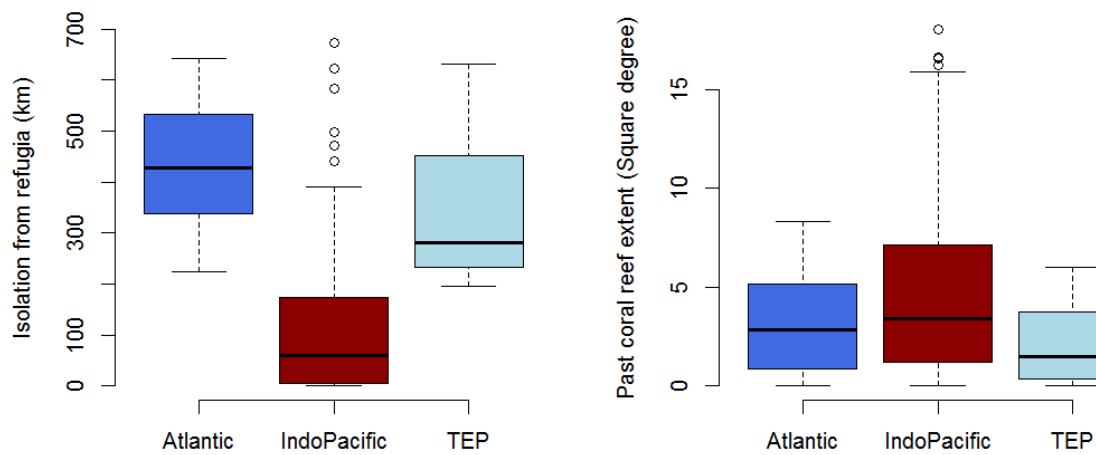 Isolation from refugia (km)
700
500
300
100
0
Atlantic
IndoPacific
TEP
Past coral reef extent (Square degree)
15
10
5
0
Atlantic
IndoPacific
TEP